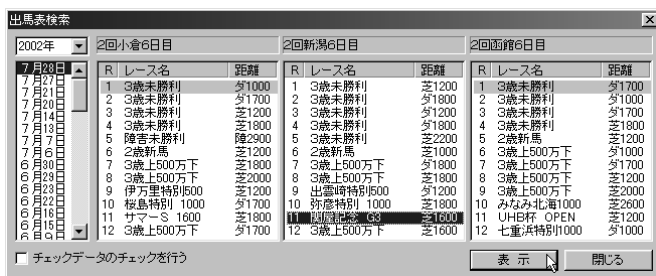 出馬表検索
2002年
2回小倉6日目
2回新潟6日目
2回函館6日目
7月28日
7月27日
7月21日
7月20日
7月14日
7月13日
7月 7日
7月 6日
6月30日
6月29日
6月23日
6月22日
6月16日
6月15日
6月 9日
R レース名 距離
1 3歳未勝利 ダ1000
2 3歳未勝利 ダ1700
3 3歳未勝利 芝1200
4 3歳未勝利 芝1800
5 障害未勝利 障2900
6 2歳新馬 芝1200
7 3歳上500万下 芝1800
8 3歳上500万下 芝2000
9 伊万里特別500 芝1200
10 桜島特別 1000 ダ1700
11 サマーS 1600 芝1800
12 3歳上500万下 ダ1700
R レース名 距離
1 3歳未勝利 芝1200
2 3歳未勝利 ダ1800
3 3歳未勝利 ダ1200
4 3歳未勝利 芝1800
5 3歳未勝利 芝2200
6 2歳新馬 芝1000
7 3歳上500万下 ダ1800
8 3歳上500万下 芝1400
9 出雲崎特別500 ダ1200
10 弥彦特別 1000 芝1800
11 関屋記念 G3 芝1600
12 3歳上500万下 芝1600
R レース名 距離
1 3歳未勝利 ダ1700
2 3歳未勝利 ダ1000
3 3歳未勝利 ダ1700
4 3歳未勝利 芝1800
5 2歳新馬 芝1200
6 3歳上500万下 ダ1000
7 3歳上500万下 ダ1700
8 3歳上500万下 芝1200
9 3歳上500万下 芝2000
10 みなみ北海1000 芝2600
11 UHB杯 OPEN 芝1200
12 七重浜特別1000 ダ1000
チェックデータのチェックを行う
表 示
閉じる